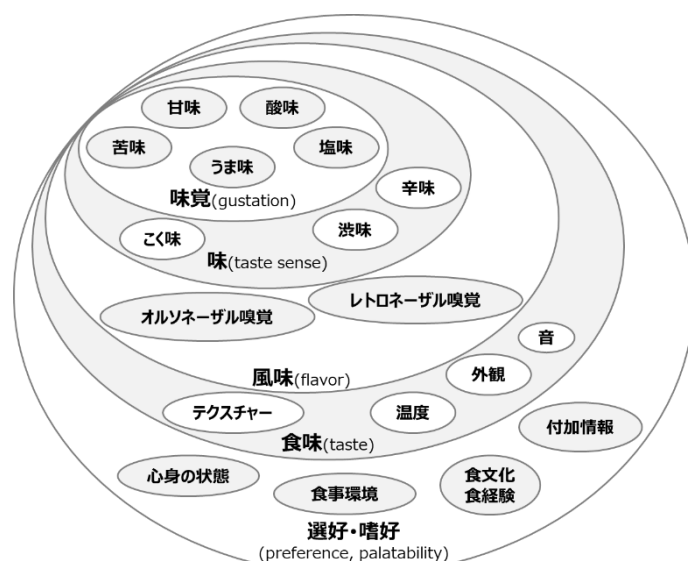 甘味
酸味
苦味
うま味
塩味
味覚(gustation)
辛味
こく味
渋味
味(taste sense)
オルソネーザル嗅覚
レトロネーザル嗅覚
音
外観
風味(flavor)
テクスチャー
温度
食味(taste)
付加情報
心身の状態
食事環境
食文化
食経験
選好・嗜好
(preference, palatability)